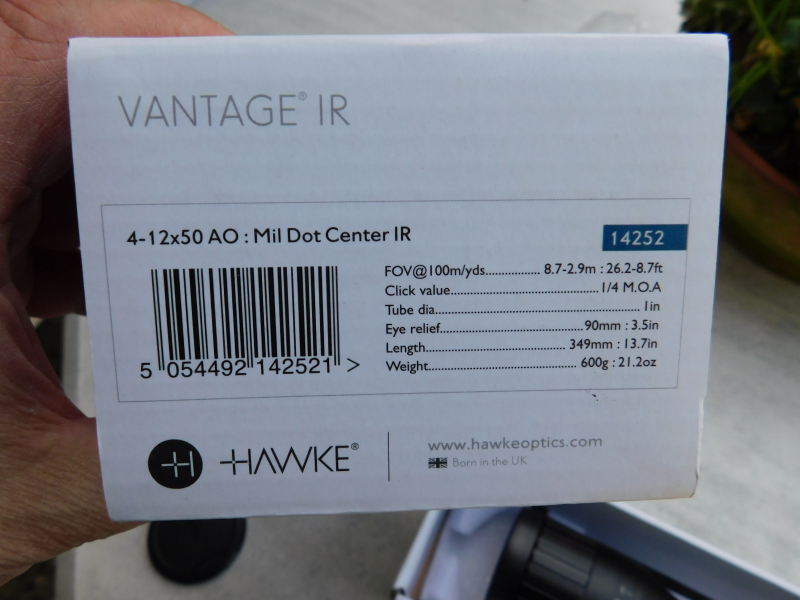 VANTAGE® IR
4-12x50 AO : Mil Dot Center IR
14252
FOV@100m/yds................. 8.7-2.9m : 26.2-8.7ft
Click value............................................. 1/4 M.O.A
Tube dia............................................................ 1in
Eye relief............................................90mm : 3.5in
Length.......................................... 349mm : 13.7in
Weight............................................ 600g : 21.2oz
5 054492 142521 >
H HAWKE®
www.hawkeoptics.com
Born in the UK